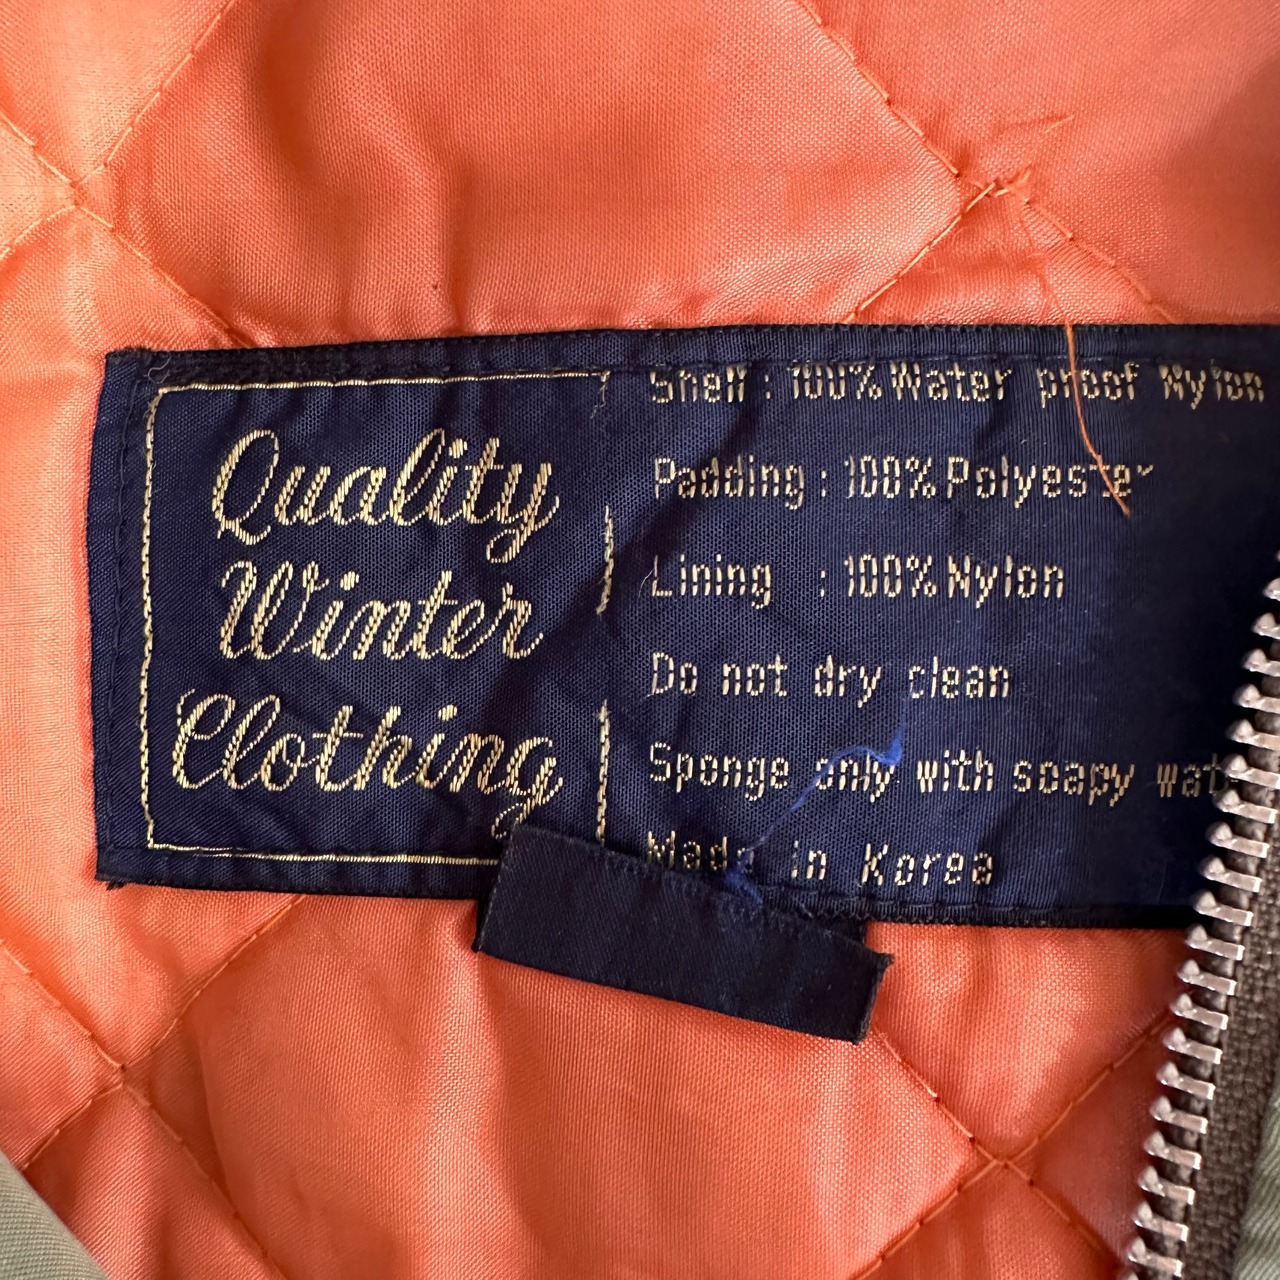 Quality
Winter
Clothing
Shell : 100% Water proof Nylon
Padding : 100% Polyester
Lining : 100% Nylon
Do not dry clean
Sponge only with soapy wat
Made in Korea